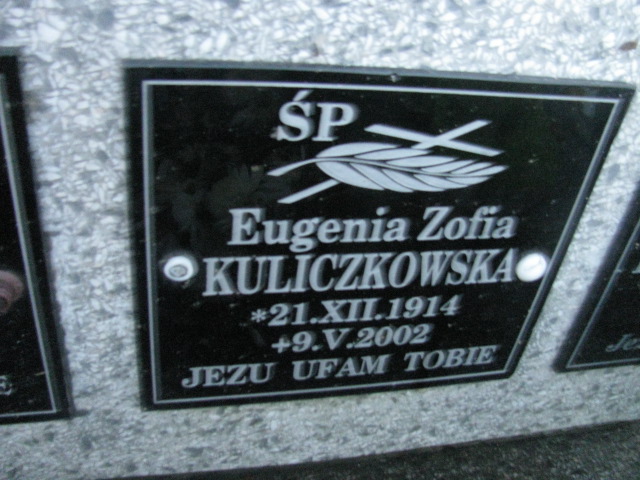 ŚP
Eugenia Zofia
KULICZKOWSKA
*21.XII.1914
+9.V.2002
JEZU UFAM TOBIE